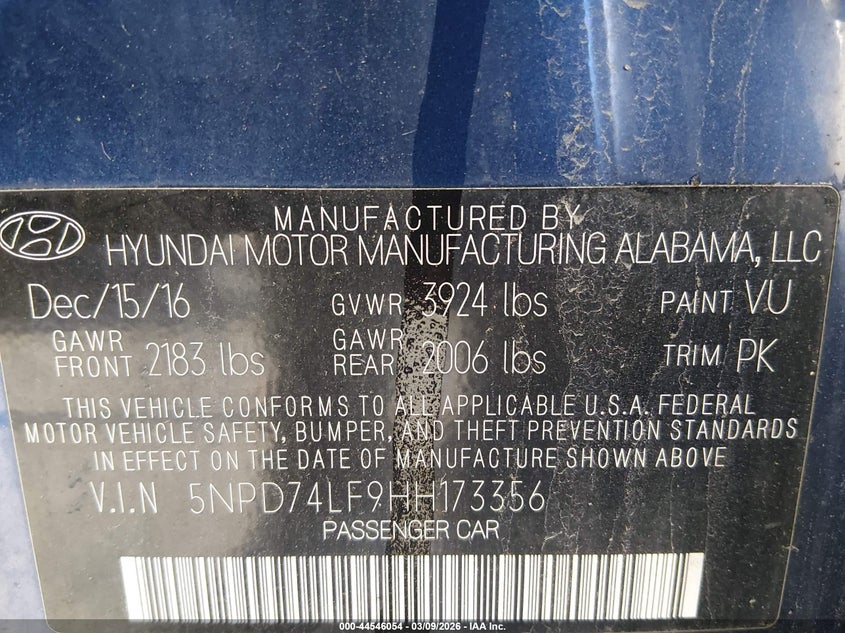 MANUFACTURED BY
HYUNDAI MOTOR MANUFACTURING ALABAMA, LLC
Dec/15/16 GVWR 3924 lbs PAINT VU
GAWR FRONT 2183 lbs GAWR REAR 2006 lbs TRIM PK
THIS VEHICLE CONFORMS TO ALL APPLICABLE U.S.A. FEDERAL
MOTOR VEHICLE SAFETY, BUMPER, AND THEFT PREVENTION STANDARDS
IN EFFECT ON THE DATE OF MANUFACTURE SHOWN ABOVE
V.I.N 5NPD74LF9HH173356
PASSENGER CAR
000-44546054 - 03/09/2026 - IAA Inc.